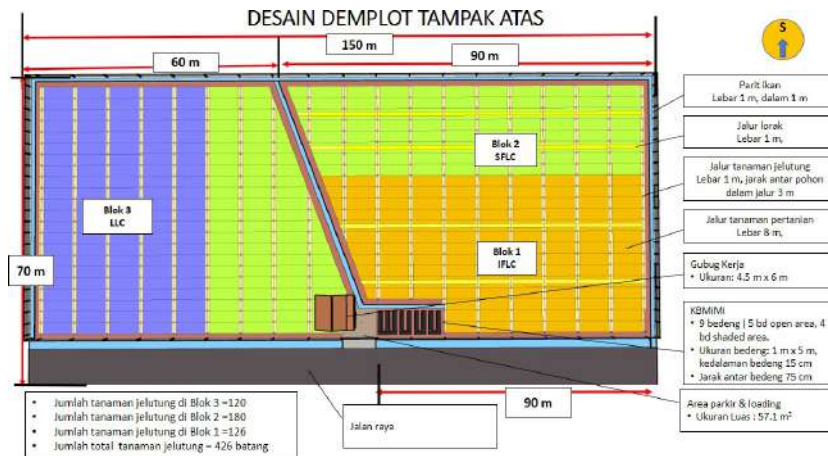 DESAIN DEMPLOT TAMPAK ATAS
S
150 m
60 m
90 m
Parit ikan
Lebar 1 m, dalam 1 m
Jalur lorak
Lebar 1 m,
Blok 2
SFLC
Jalur tanaman jelutung
Lebar 1 m, jarak antar pohon
dalam jalur 3 m
Blok 3
LLC
Jalur tanaman pertanian
Lebar 8 m,
Blok 1
IFLC
70 m
Gubug Kerja
• Ukuran: 4.5 m x 6 m
KBMIMI
• 9 bedeng | 5 bd open area, 4
bd shaded area.
• Ukuran bedeng: 1 m x 5 m,
kedalaman bedeng 15 cm
• Jarak antar bedeng 75 cm
90 m
Area parkir & loading
• Ukuran Luas : 57.1 m²
• Jumlah tanaman jelutung di Blok 3 =120
• Jumlah tanaman jelutung di Blok 2 =180
• Jumlah tanaman jelutung di Blok 1 =126
• Jumlah total tanaman jelutung = 426 batang
Jalan raya